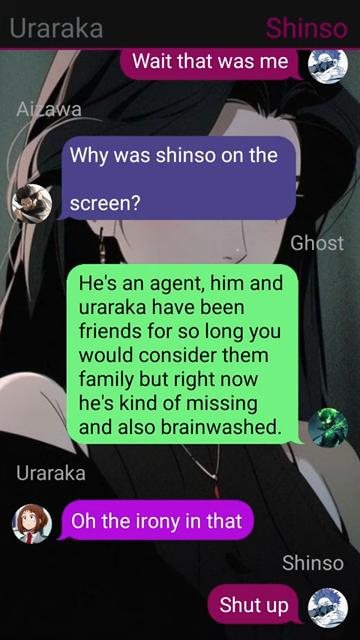 Uraraka Shinso
Wait that was me
Aizawa
Why was shinso on the
screen?
Ghost
He's an agent, him and
uraraka have been
friends for so long you
would consider them
family but right now
he's kind of missing
and also brainwashed.
Uraraka
Oh the irony in that
Shinso
Shut up